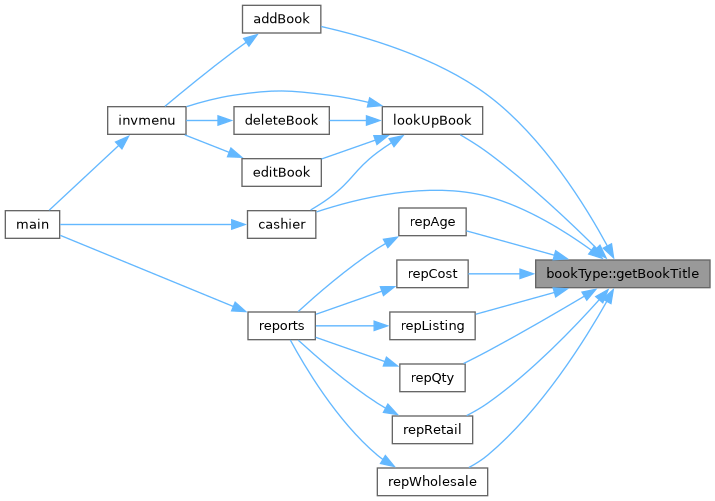 addBook
invmenu
deleteBook
lookUpBook
editBook
main
cashier
repAge
bookType::getBookTitle
repCost
reports
repListing
repQty
repRetail
repWholesale